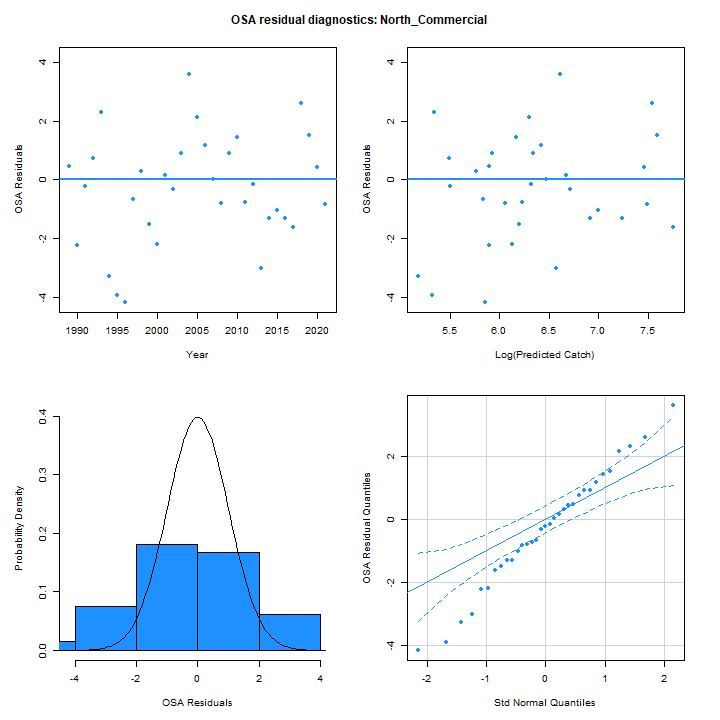 OSA residual diagnostics: North_Commercial
4
2
0
-2
-4
OSA Residuals
1990 1995 2000 2005 2010 2015 2020
Year
4
2
0
-2
-4
OSA Residuals
5.5 6.0 6.5 7.0 7.5
Log(Predicted Catch)
0.4
0.3
0.2
0.1
0.0
Probability Density
-4 -2 0 2 4
OSA Residuals
2
0
-2
-4
OSA Residual Quantiles
-2 -1 0 1 2
Std Normal Quantiles